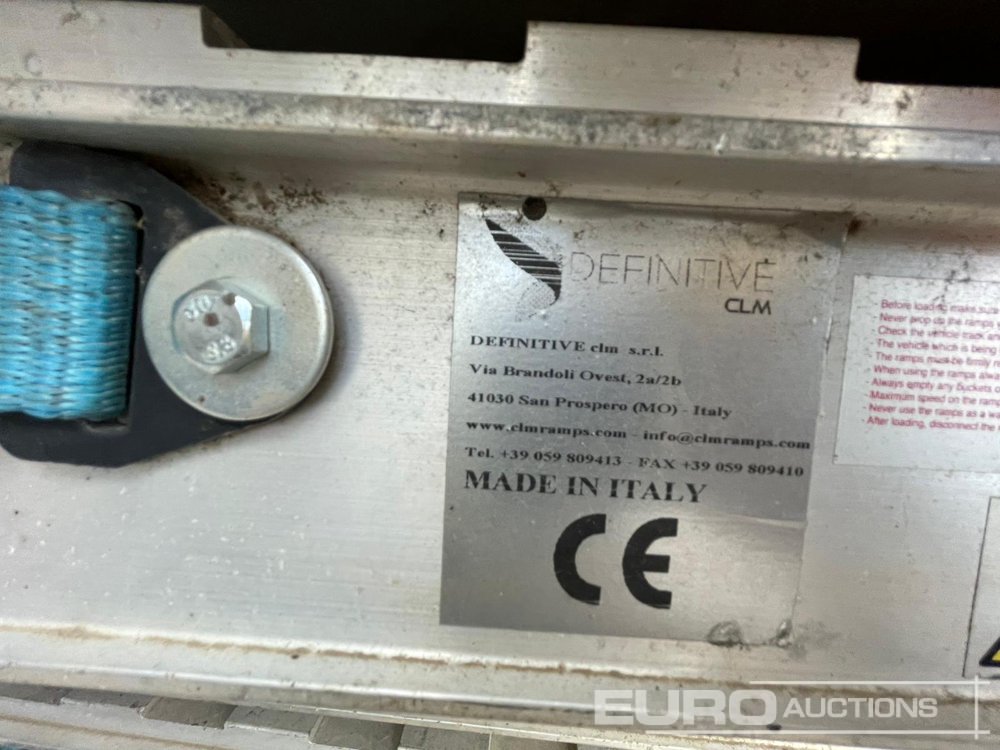 DEFINITIVE
CLM
DEFINITIVE clm s.r.l.
Via Brandoli Ovest, 2a/2b
41030 San Prospero (MO) - Italy
www.clmramps.com - info@clmramps.com
Tel. +39 059 809413 - FAX +39 059 809410
MADE IN ITALY
CE
- Before loading make sure
- Never prop up the ramps
- Check the vehicle track and
- The vehicle which is being
- The ramps must be firmly
- When using the ramps always
- Always empty any buckets
- Maximum speed on the
- Never use the ramps as a
- After loading, disconnect the
8.8
EURO AUCTIONS